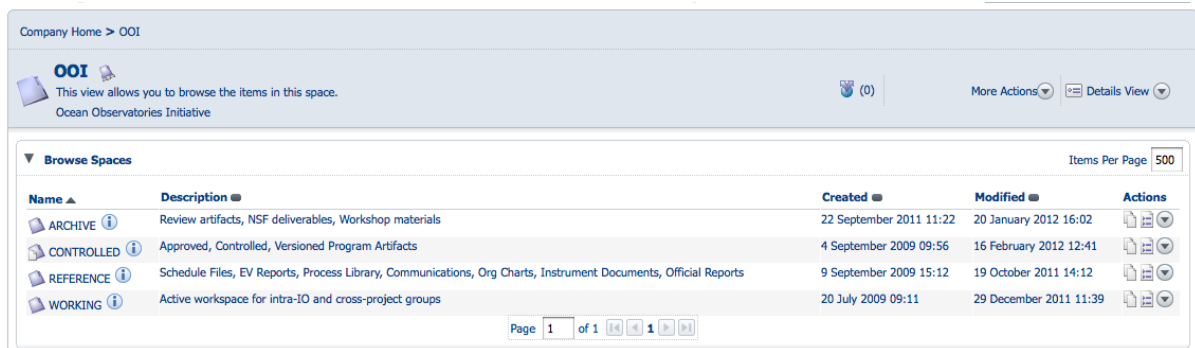 Company Home > OOI
OOI
This view allows you to browse the items in this space.
Ocean Observatories Initiative
(0)
More Actions
Details View
Browse Spaces
Items Per Page 500
Name Description Created Modified Actions
ARCHIVE Review artifacts, NSF deliverables, Workshop materials 22 September 2011 11:22 20 January 2012 16:02
CONTROLLED Approved, Controlled, Versioned Program Artifacts 4 September 2009 09:56 16 February 2012 12:41
REFERENCE Schedule Files, EV Reports, Process Library, Communications, Org Charts, Instrument Documents, Official Reports 9 September 2009 15:12 19 October 2011 14:12
WORKING Active workspace for intra-IO and cross-project groups 20 July 2009 09:11 29 December 2011 11:39
Page 1 of 1 1